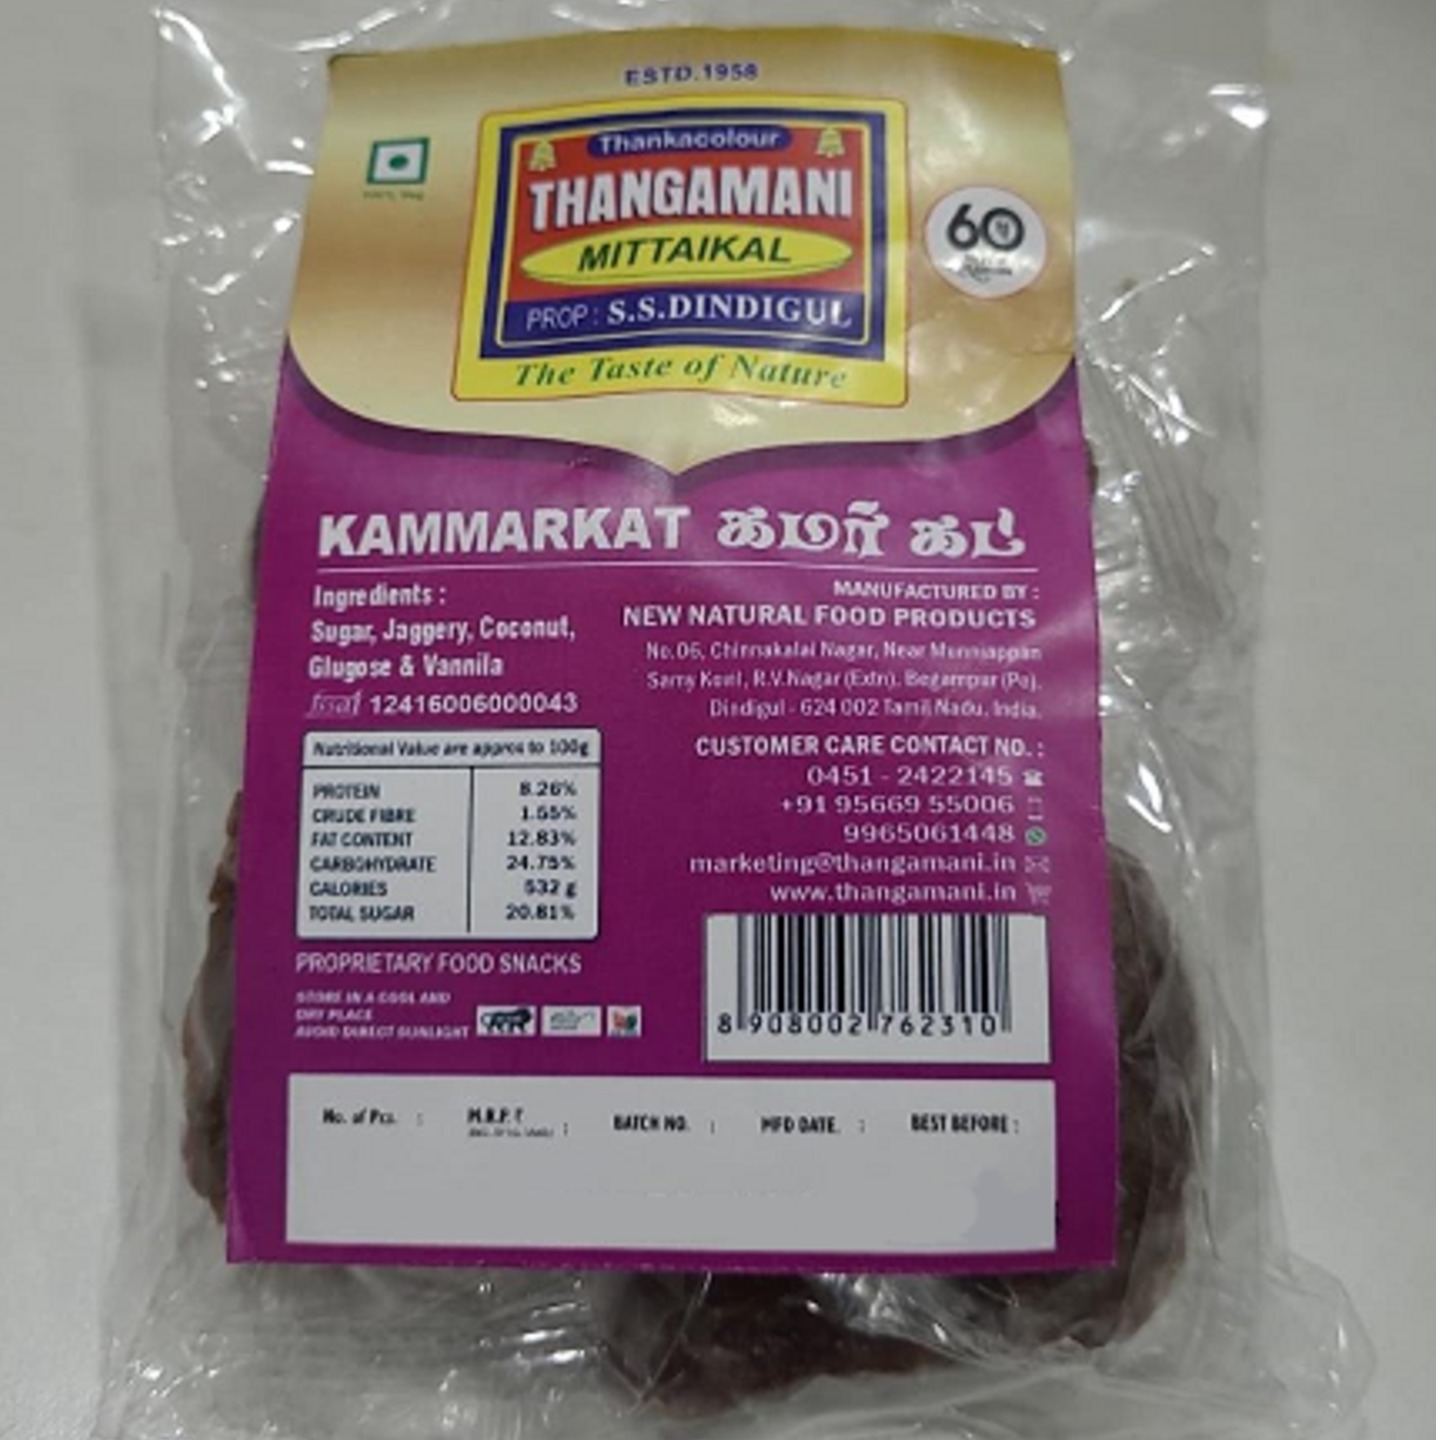 ESTD.1958
Thankacolour
THANGAMANI
MITTAIKAL
PROP : S.S.DINDIGUL
The Taste of Nature
60
KAMMARKAT கமர் கட்
Ingredients :
Sugar, Jaggery, Coconut,
Glugose & Vannila
fssai 12416006000043
Nutritional Value are approx to 100g
PROTEIN 8.26%
CRUDE FIBRE 1.55%
FAT CONTENT 12.83%
CARBOHYDRATE 24.75%
CALORIES 532 g
TOTAL SUGAR 20.81%
PROPRIETARY FOOD SNACKS
STORE IN A COOL AND
DRY PLACE
AVOID DIRECT SUNLIGHT
MANUFACTURED BY :
NEW NATURAL FOOD PRODUCTS
No.06, Chinnakalai Nagar, Near Munniappan
Samy Kovil, R.V.Nagar (Extn). Begampur (Po),
Dindigul - 624 002 Tamil Nadu. India.
CUSTOMER CARE CONTACT NO. :
0451 - 2422145
+91 95669 55006
9965061448
marketing@thangamani.in
www.thangamani.in
8 908002 762310
No. of Pcs. : M.R.P. ₹ : BATCH NO. : MFD DATE. : BEST BEFORE :